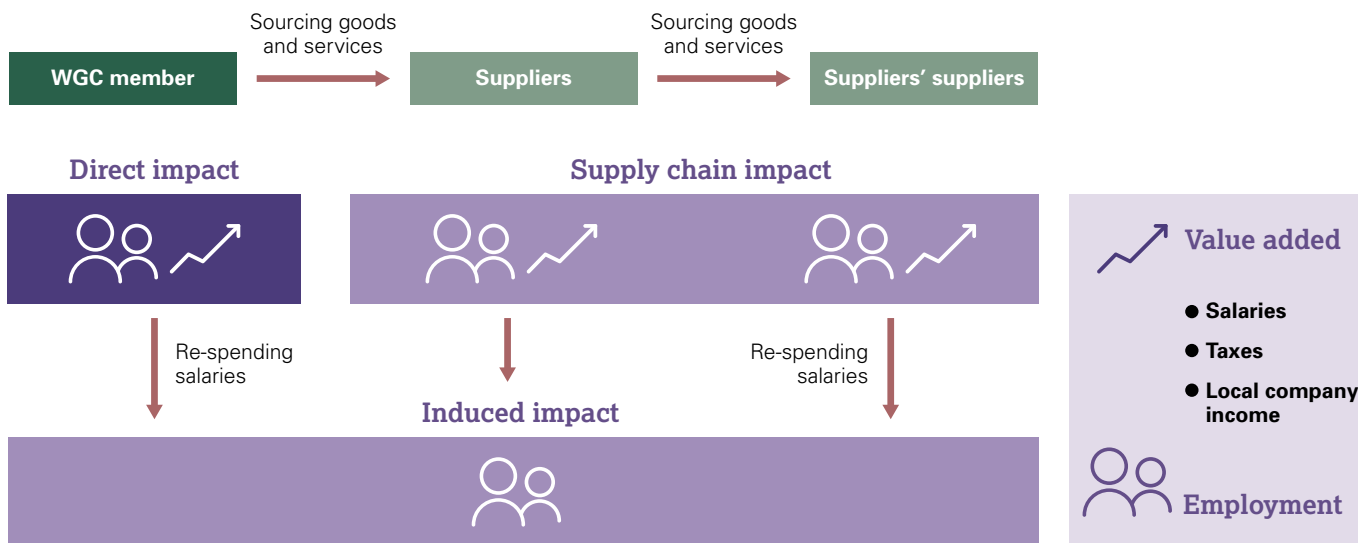 Sourcing goods
and services
Sourcing goods
and services
WGC member
Suppliers
Suppliers’ suppliers
Direct impact
Supply chain impact
Value added
● Salaries
● Taxes
● Local company
income
Re-spending
salaries
Re-spending
salaries
Induced impact
Employment